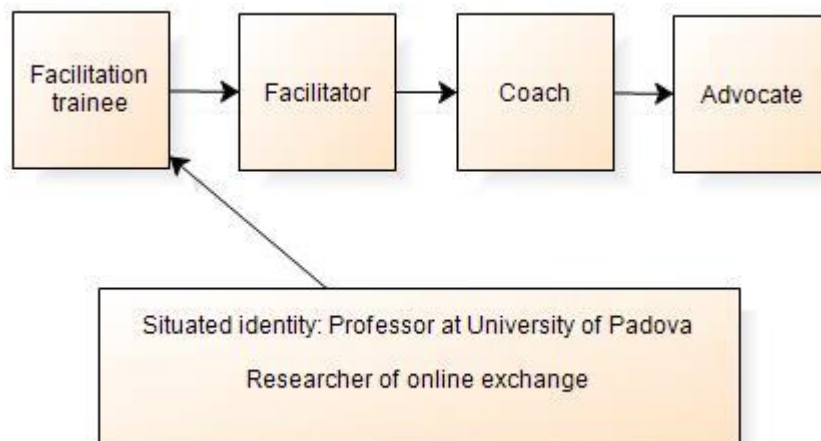 Facilitation
trainee
Facilitator
Coach
Advocate
Situated identity: Professor at University of Padova
Researcher of online exchange